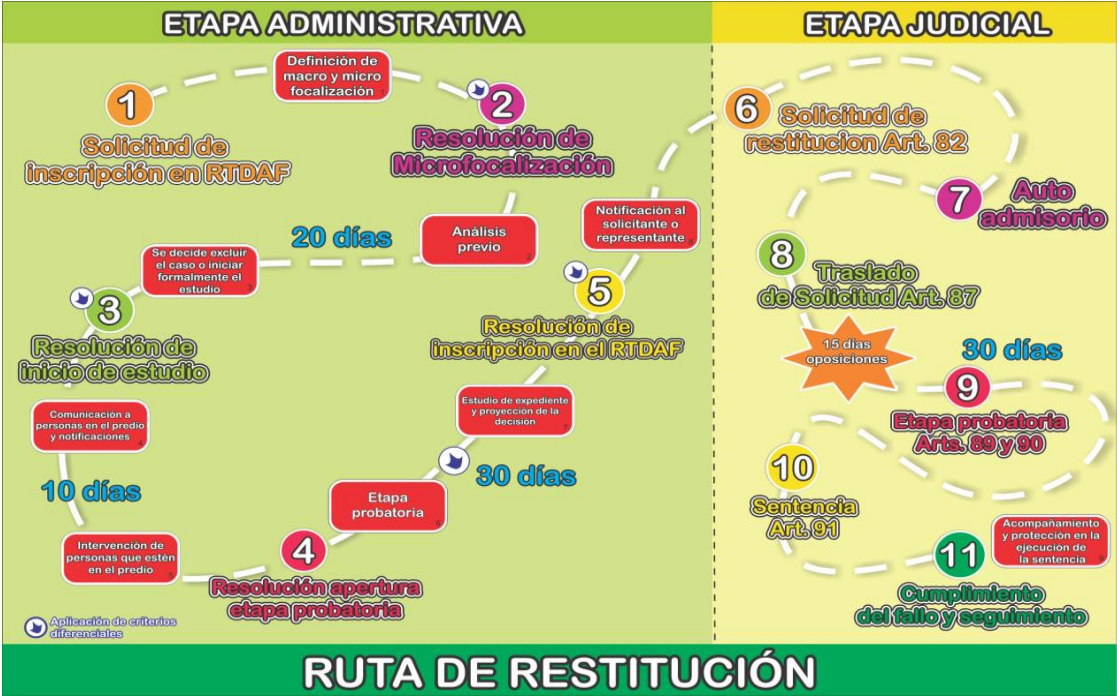 ETAPA ADMINISTRATIVA
1
Solicitud de
inscripción en RTDAF
Definición de
macro y micro
focalización
1
2
Resolución de
Microfocalización
Análisis
previo
2
20 días
Se decide excluir
el caso o iniciar
formalmente el
estudio
3
3
Resolución de
inicio de estudio
Comunicación a
personas en el predio
y notificaciones
4
10 días
Intervención de
personas que estén
en el predio
4
Resolución apertura
etapa probatoria
Etapa
probatoria
30 días
Estudio de expediente
y proyección de la
decisión
7
5
Resolución de
inscripción en el RTDAF
Notificación al
solicitante o
representante
Aplicación de criterios
diferenciales
ETAPA JUDICIAL
6
Solicitud de
restitucion Art. 82
7
Auto
admisorio
8
Traslado
de Solicitud Art. 87
15 días
oposiciones
30 días
9
Etapa probatoria
Arts. 89 y 90
10
Sentencia
Art. 91
11
Cumplimiento
del fallo y seguimiento
Acompañamiento
y protección en la
ejecución de
la sentencia
RUTA DE RESTITUCIÓN